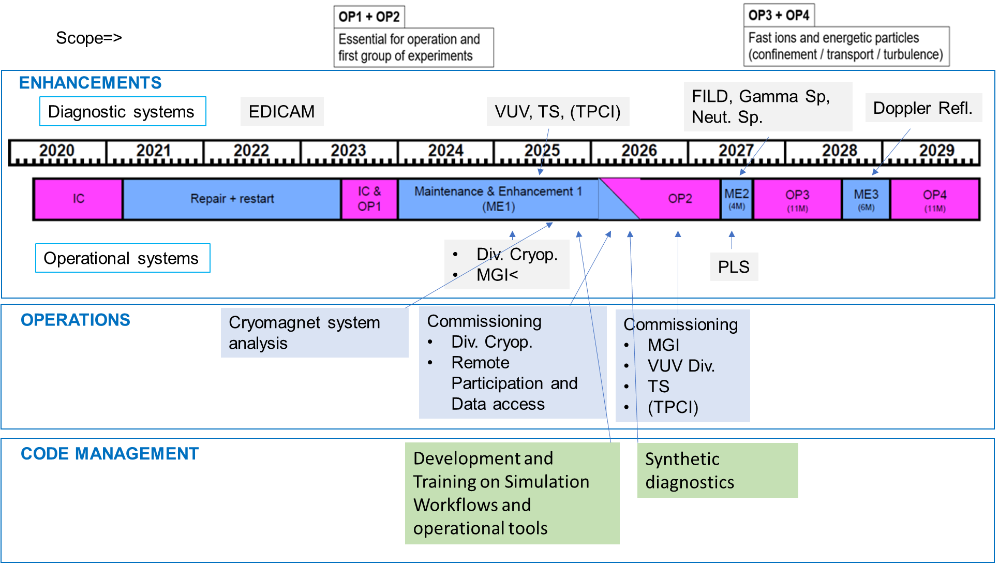 Scope=>
OP1 + OP2
Essential for operation and
first group of experiments
OP3 + OP4
Fast ions and energetic particles
(confinement / transport / turbulence)
ENHANCEMENTS
Diagnostic systems
EDICAM
VUV, TS, (TPCI)
FILD, Gamma Sp,
Neut. Sp.
Doppler Refl.
2020 2021 2022 2023 2024 2025 2026 2027 2028 2029
IC
Repair + restart
IC &
OP1
Maintenance & Enhancement 1
(ME1)
OP2
ME2
(4M)
OP3
(11M)
ME3
(6M)
OP4
(11M)
Operational systems
• Div. Cryop.
• MGI<
PLS
OPERATIONS
Cryomagnet system
analysis
Commissioning
• Div. Cryop.
• Remote
Participation and
Data access
Commissioning
• MGI
• VUV Div.
• TS
• (TPCI)
CODE MANAGEMENT
Development and
Training on Simulation
Workflows and
operational tools
Synthetic
diagnostics